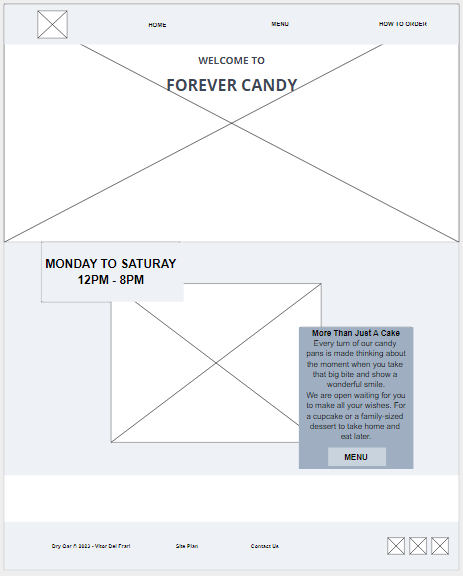 HOME MENU HOW TO ORDER
WELCOME TO
FOREVER CANDY
MONDAY TO SATURAY
12PM - 8PM
More Than Just A Cake
Every turn of our candy
pans is made thinking about
the moment when you take
that big bite and show a
wonderful smile.
We are open waiting for you
to make all your wishes. For
a cupcake or a family-sized
dessert to take home and
eat later.
MENU
Dry Car © 2023 - Vitor Del Frari Site Plan Contact Us